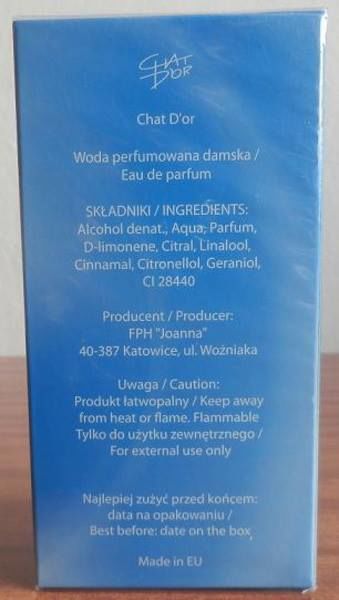 CHAT
D'OR
Chat D'or
Woda perfumowana damska /
Eau de parfum
SKŁADNIKI / INGREDIENTS:
Alcohol denat., Aqua, Parfum,
D-limonene, Citral, Linalool,
Cinnamal, Citronellol, Geraniol,
CI 28440
Producent / Producer:
FPH "Joanna"
40-387 Katowice, ul. Woźniaka
Uwaga / Caution:
Produkt łatwopalny / Keep away
from heat or flame. Flammable
Tylko do użytku zewnętrznego /
For external use only
Najlepiej zużyć przed końcem:
data na opakowaniu /
Best before: date on the box,
Made in EU